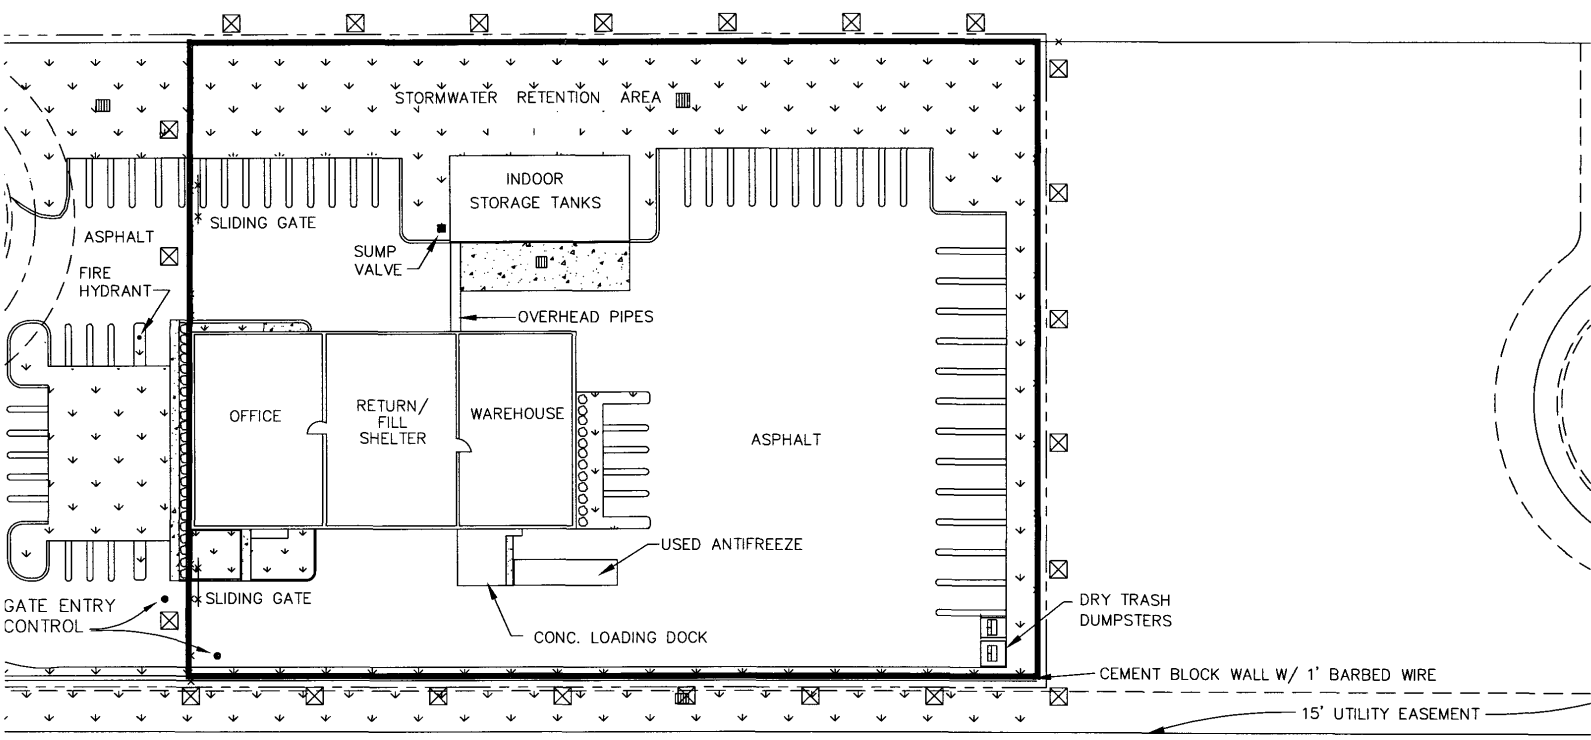 STORMWATER RETENTION AREA
INDOOR
STORAGE TANKS
SLIDING GATE
ASPHALT
SUMP
VALVE
FIRE
HYDRANT
OVERHEAD PIPES
OFFICE
RETURN/
FILL
SHELTER
WAREHOUSE
ASPHALT
USED ANTIFREEZE
SLIDING GATE
GATE ENTRY
CONTROL
CONC. LOADING DOCK
DRY TRASH
DUMPSTERS
CEMENT BLOCK WALL W/ 1' BARBED WIRE
15' UTILITY EASEMENT